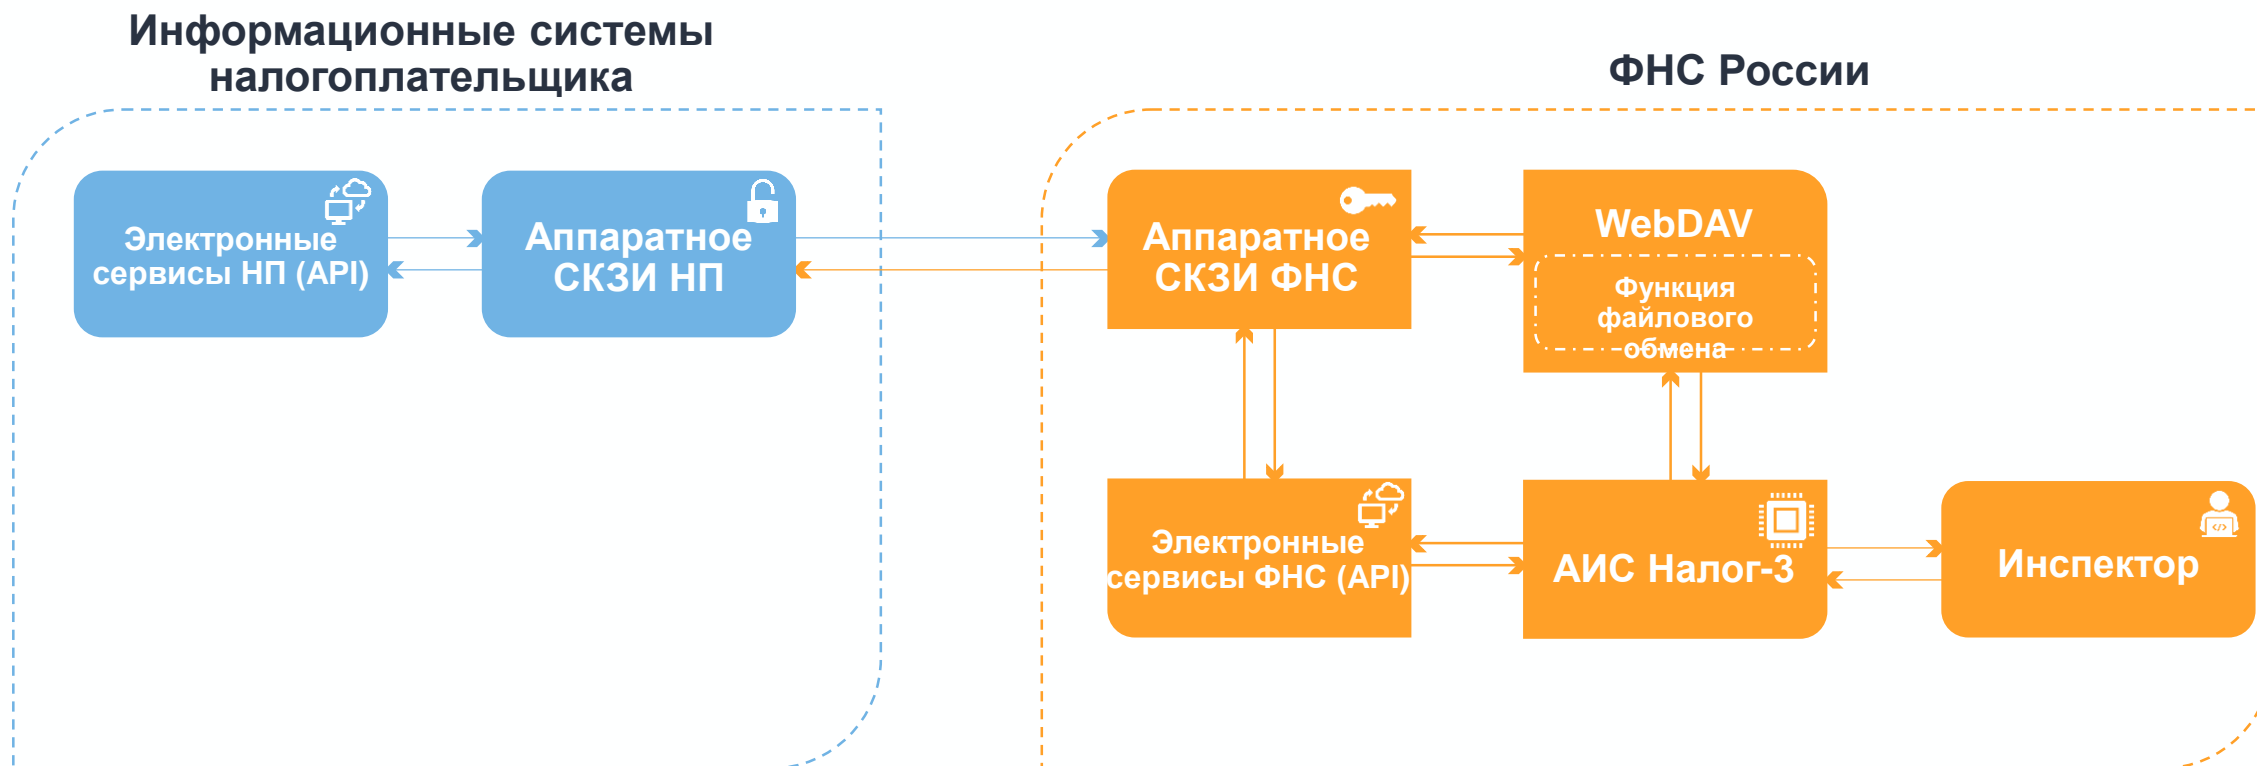 Информационные системы
налогоплательщика
ФНС России
Электронные
сервисы НП (API)
Аппаратное
СКЗИ НП
Аппаратное
СКЗИ ФНС
WebDAV
Функция
файлового
обмена
Электронные
сервисы ФНС (API)
АИС Налог-3
Инспектор